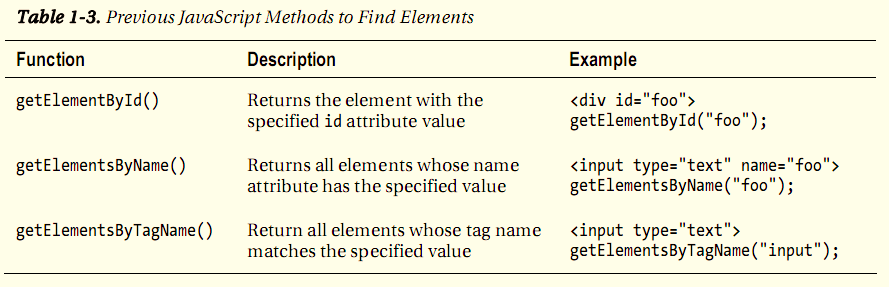 Table 1-3. Previous JavaScript Methods to Find Elements
Function Description Example
getElementById() Returns the element with the <div id="foo">
specified id attribute value getElementById("foo");
getElementsByName() Returns all elements whose name <input type="text" name="foo">
attribute has the specified value getElementsByName("foo");
getElementsByTagName() Return all elements whose tag name <input type="text">
matches the specified value getElementsByTagName("input");